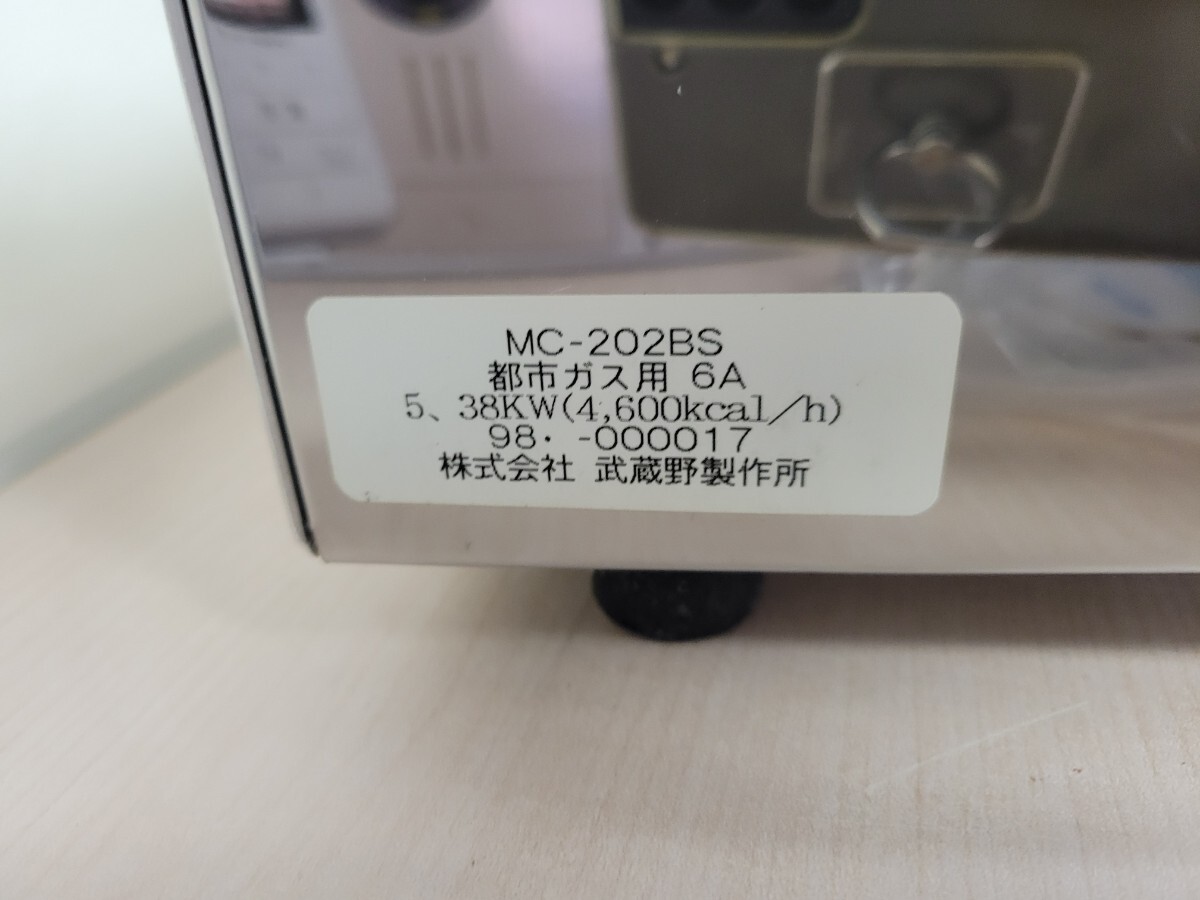 MC-202BS
都市ガス用 6A
5、38KW(4,600kcal/h)
98・ -000017
株式会社 武蔵野製作所